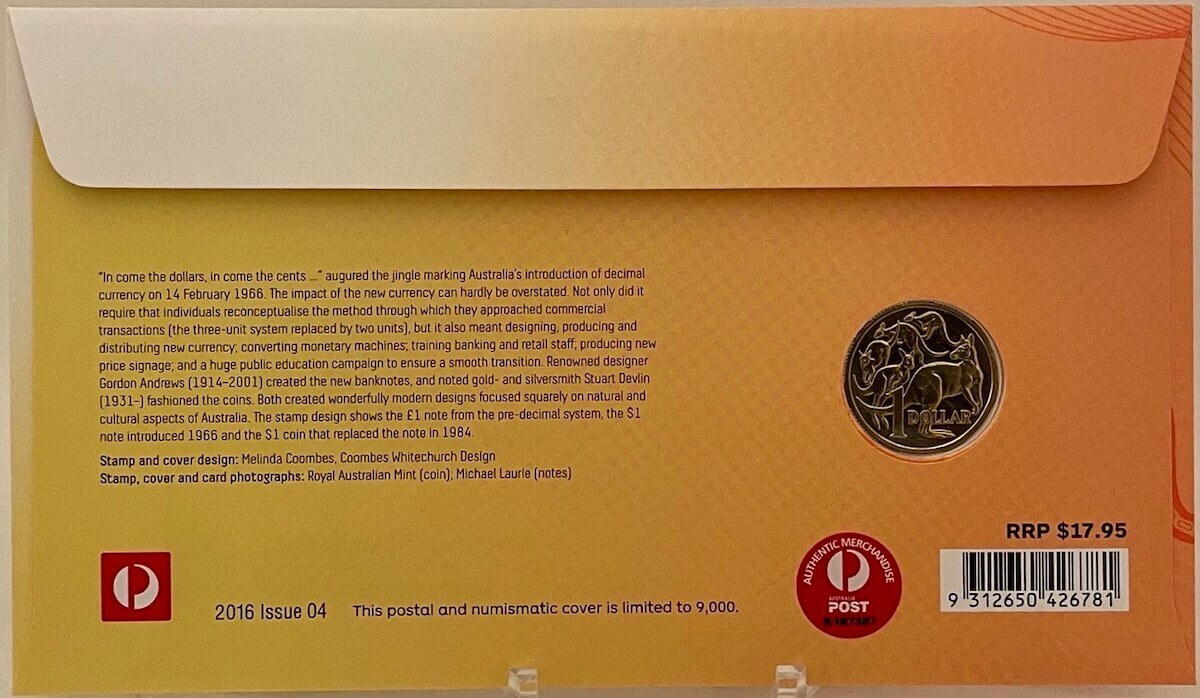 “In come the dollars, in come the cents ...” augured the jingle marking Australia’s introduction of decimal
currency on 14 February 1966. The impact of the new currency can hardly be overstated. Not only did it
require that individuals reconceptualise the method through which they approached commercial
transactions (the three-unit system replaced by two units), but it also meant designing, producing and
distributing new currency; converting monetary machines; training banking and retail staff; producing new
price signage; and a huge public education campaign to ensure a smooth transition. Renowned designer
Gordon Andrews (1914–2001) created the new banknotes, and noted gold- and silversmith Stuart Devlin
(1931–) fashioned the coins. Both created wonderfully modern designs focused squarely on natural and
cultural aspects of Australia. The stamp design shows the £1 note from the pre-decimal system, the $1
note introduced 1966 and the $1 coin that replaced the note in 1984.
Stamp and cover design: Melinda Coombes, Coombes Whitechurch Design
Stamp, cover and card photographs: Royal Australian Mint (coin); Michael Laurie (notes)
1 DOLLAR
RRP $17.95
9 312650 426781
AUTHENTIC MERCHANDISE
AUSTRALIA
POST
2016 Issue 04
This postal and numismatic cover is limited to 9,000.